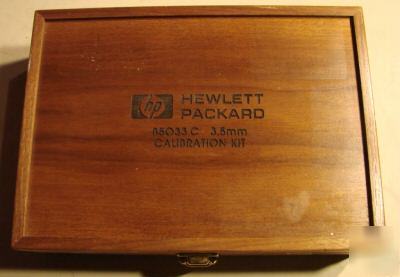 hp HEWLETT
PACKARD
85033C 3.5mm
CALIBRATION KIT